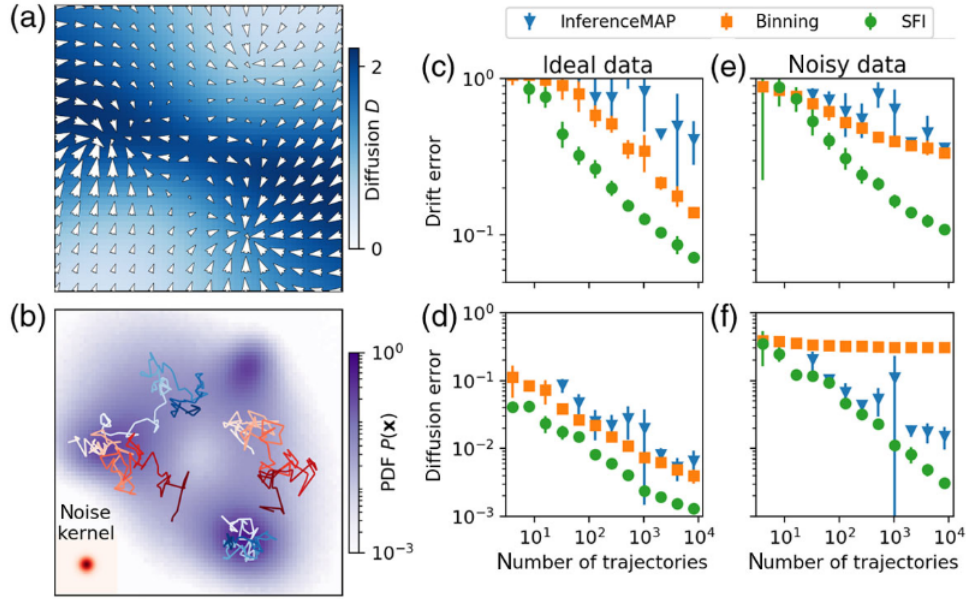 InferenceMAP
Binning
SFI
(a)
2
0
Diffusion D
(b)
Noise
kernel
10^0
10^-3
PDF P(x)
Ideal data
(c)
10^0
10^-1
Drift error
(d)
10^0
10^-1
10^-2
10^-3
Diffusion error
10^1
10^2
10^3
10^4
Number of trajectories
Noisy data
(e)
(f)
10^1
10^2
10^3
10^4
Number of trajectories